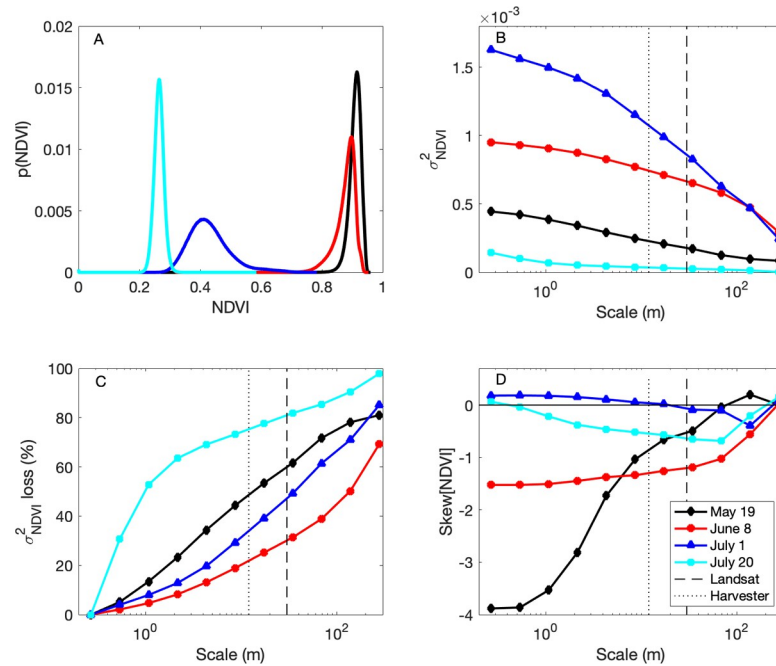 A
p(NDVI)
0.02
0.015
0.01
0.005
0
0 0.2 0.4 0.6 0.8 1
NDVI
×10⁻³
B
σ²NDVI
1.5
1
0.5
0
10⁰ 10²
Scale (m)
C
σ²NDVI loss (%)
100
80
60
40
20
0
10⁰ 10²
Scale (m)
D
Skew[NDVI]
0
-1
-2
-3
-4
10⁰ 10²
Scale (m)
May 19
June 8
July 1
July 20
Landsat
Harvester